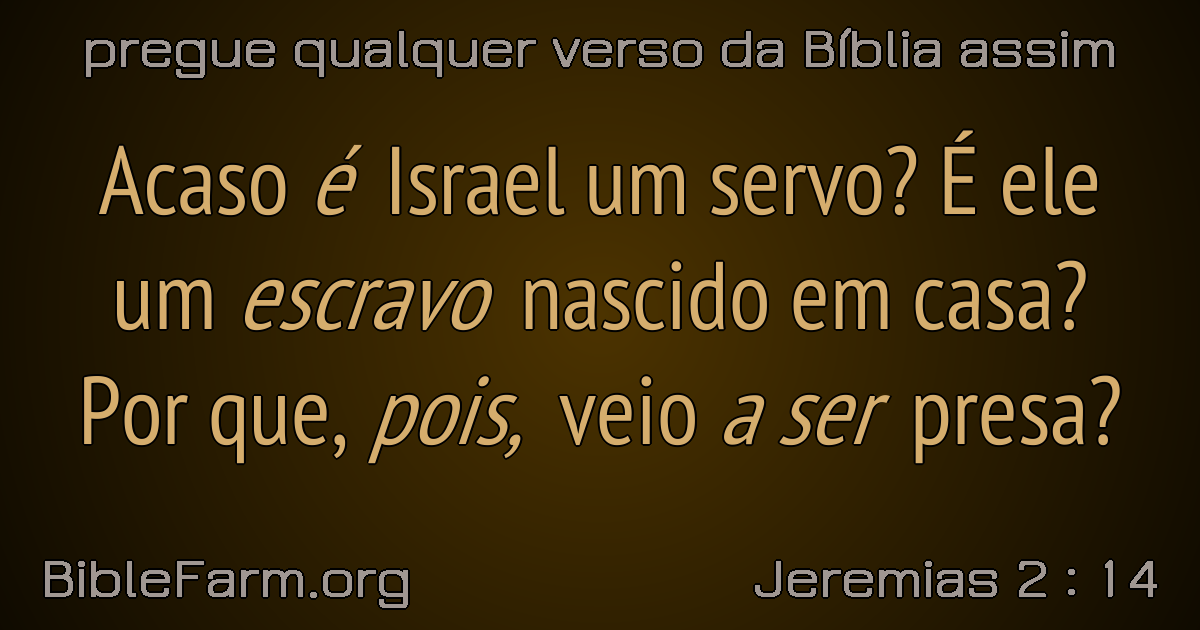 pregue qualquer verso da Bíblia assim
Acaso é Israel um servo? É ele
um escravo nascido em casa?
Por que, pois, veio a ser presa?
BibleFarm.org
Jeremias 2 : 14